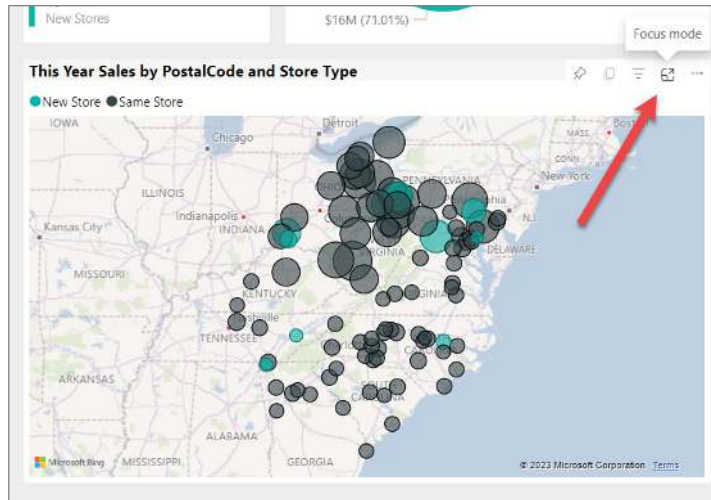 New Stores
$16M (71.01%)
Focus mode
This Year Sales by PostalCode and Store Type
New Store Same Store
IOWA
Detroit
Chicago
MASS.
CONN
New York
PENNSYLVANIA
ILLINOIS
Indianapolis
INDIANA
NJ
Kansas City
DELAWARE
MISSOURI
KENTUCKY
TENNESSEE
ARKANSAS
ALABAMA
Microsoft Bing
MISSISSIPPI
GEORGIA
© 2023 Microsoft Corporation Terms